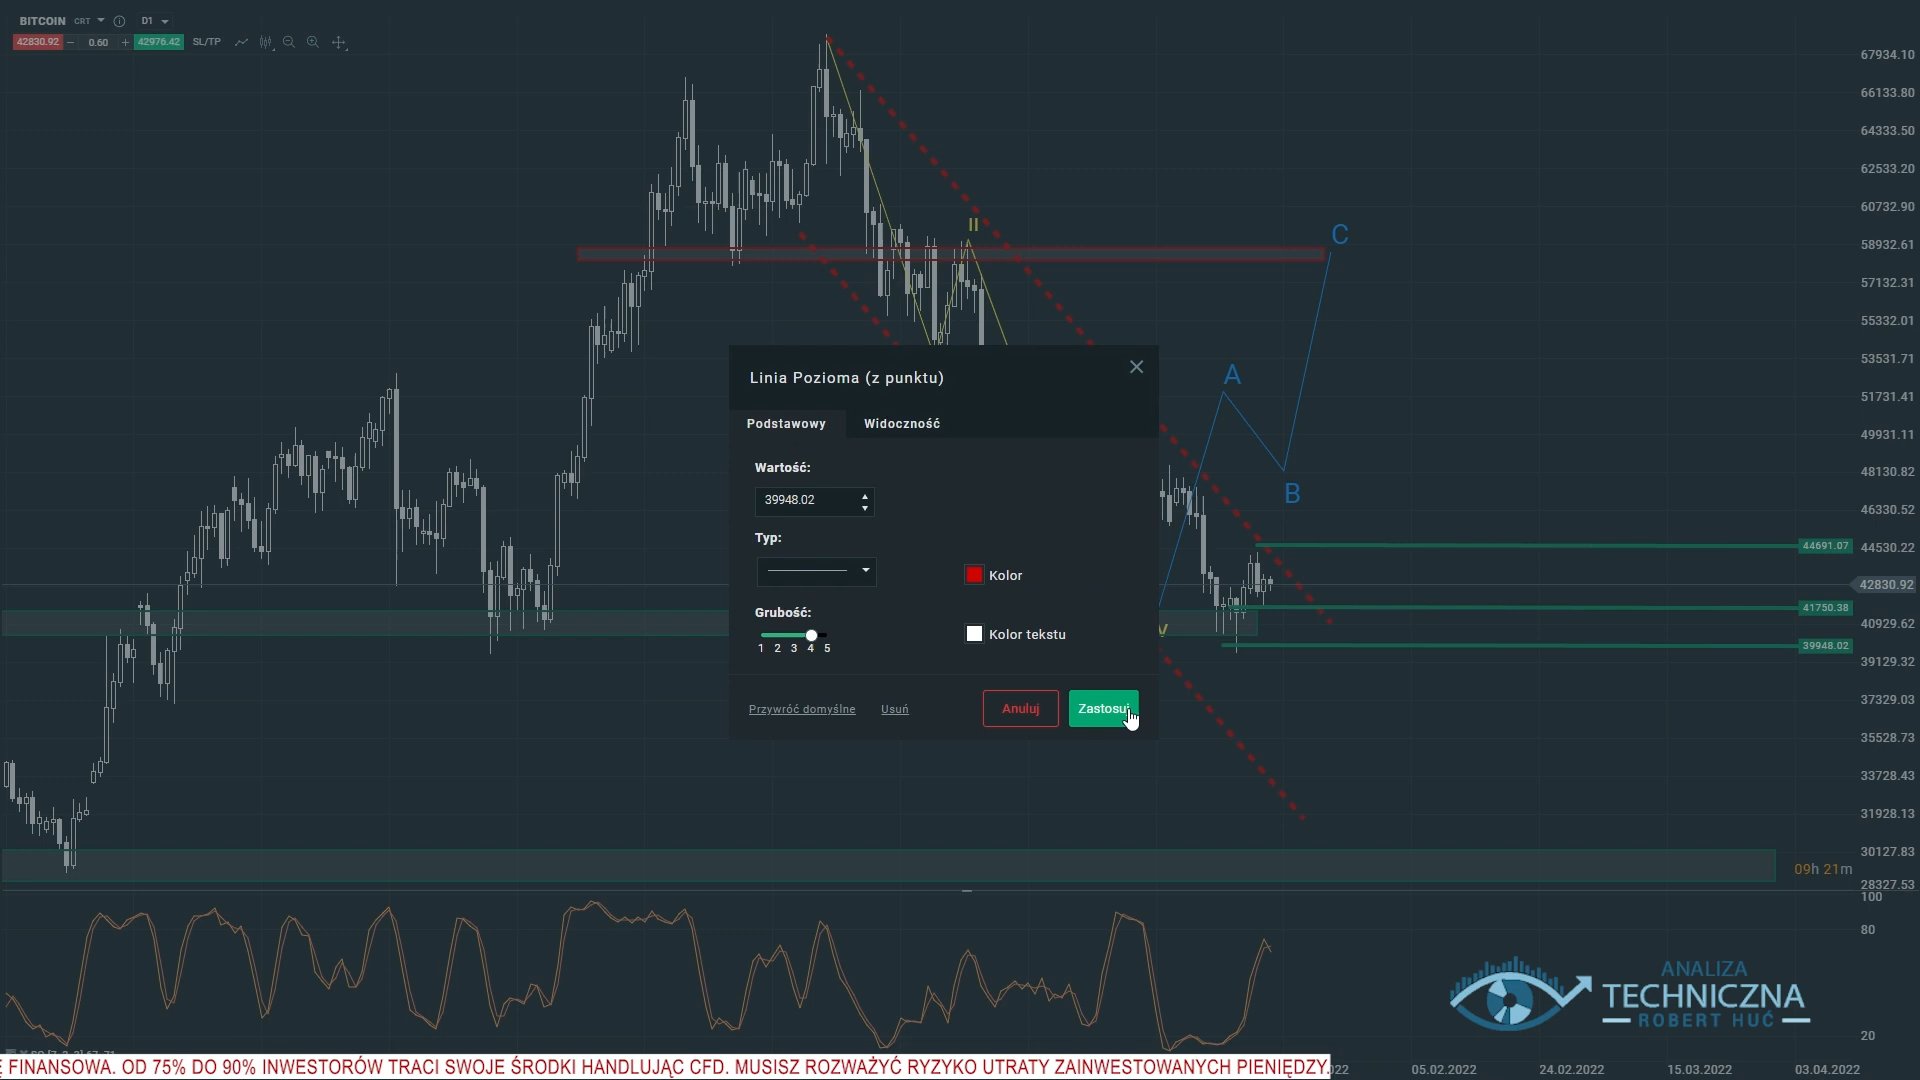 BITCOIN CRT D1
42830.92 – 0.60 + 42976.42 SL/TP
67934.10
66133.80
64333.50
62533.20
60732.90
58932.61
57132.31
55332.01
53531.71
51731.41
49931.11
48130.82
46330.52
44530.22
42830.92
40929.62
39129.32
37329.03
35528.73
33728.43
31928.13
30127.83
28327.53
II
C
A
B
V
44691.07
41750.38
39948.02
Linia Pozioma (z punktu)
Podstawowy Widoczność
Wartość:
39948.02
Typ:
Kolor
Grubość:
Kolor tekstu
1 2 3 4 5
Przywróć domyślne Usuń Anuluj Zastosuj
09h 21m
100
80
20
ANALIZA
TECHNICZNA
ROBERT HUĆ
FINANSOWA. OD 75% DO 90% INWESTORÓW TRACI SWOJE ŚRODKI HANDLUJĄC CFD. MUSISZ ROZWAŻYĆ RYZYKO UTRATY ZAINWESTOWANYCH PIENIĘDZY.
05.02.2022 24.02.2022 15.03.2022 03.04.2022